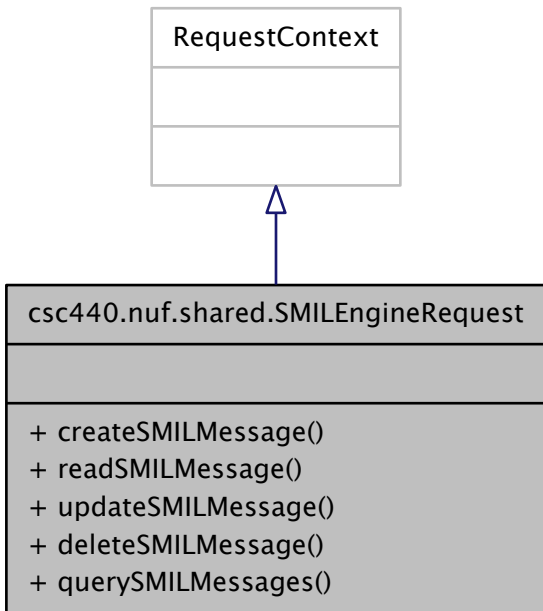 RequestContext
csc440.nuf.shared.SMILEngineRequest
+ createSMILMessage()
+ readSMILMessage()
+ updateSMILMessage()
+ deleteSMILMessage()
+ querySMILMessages()